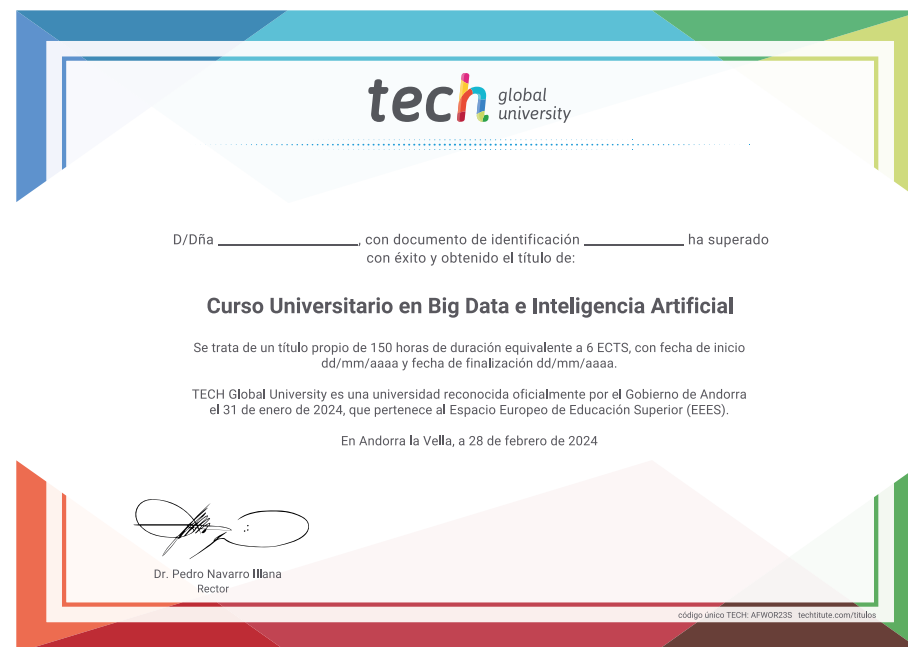 tech global university
D/Dña ____________________, con documento de identificación ______________ ha superado
con éxito y obtenido el título de:
Curso Universitario en Big Data e Inteligencia Artificial
Se trata de un título propio de 150 horas de duración equivalente a 6 ECTS, con fecha de inicio
dd/mm/aaaa y fecha de finalización dd/mm/aaaa.
TECH Global University es una universidad reconocida oficialmente por el Gobierno de Andorra
el 31 de enero de 2024, que pertenece al Espacio Europeo de Educación Superior (EEES).
En Andorra la Vella, a 28 de febrero de 2024
Dr. Pedro Navarro Illana
Rector
código único TECH: AFWOR23S techtitute.com/titulos